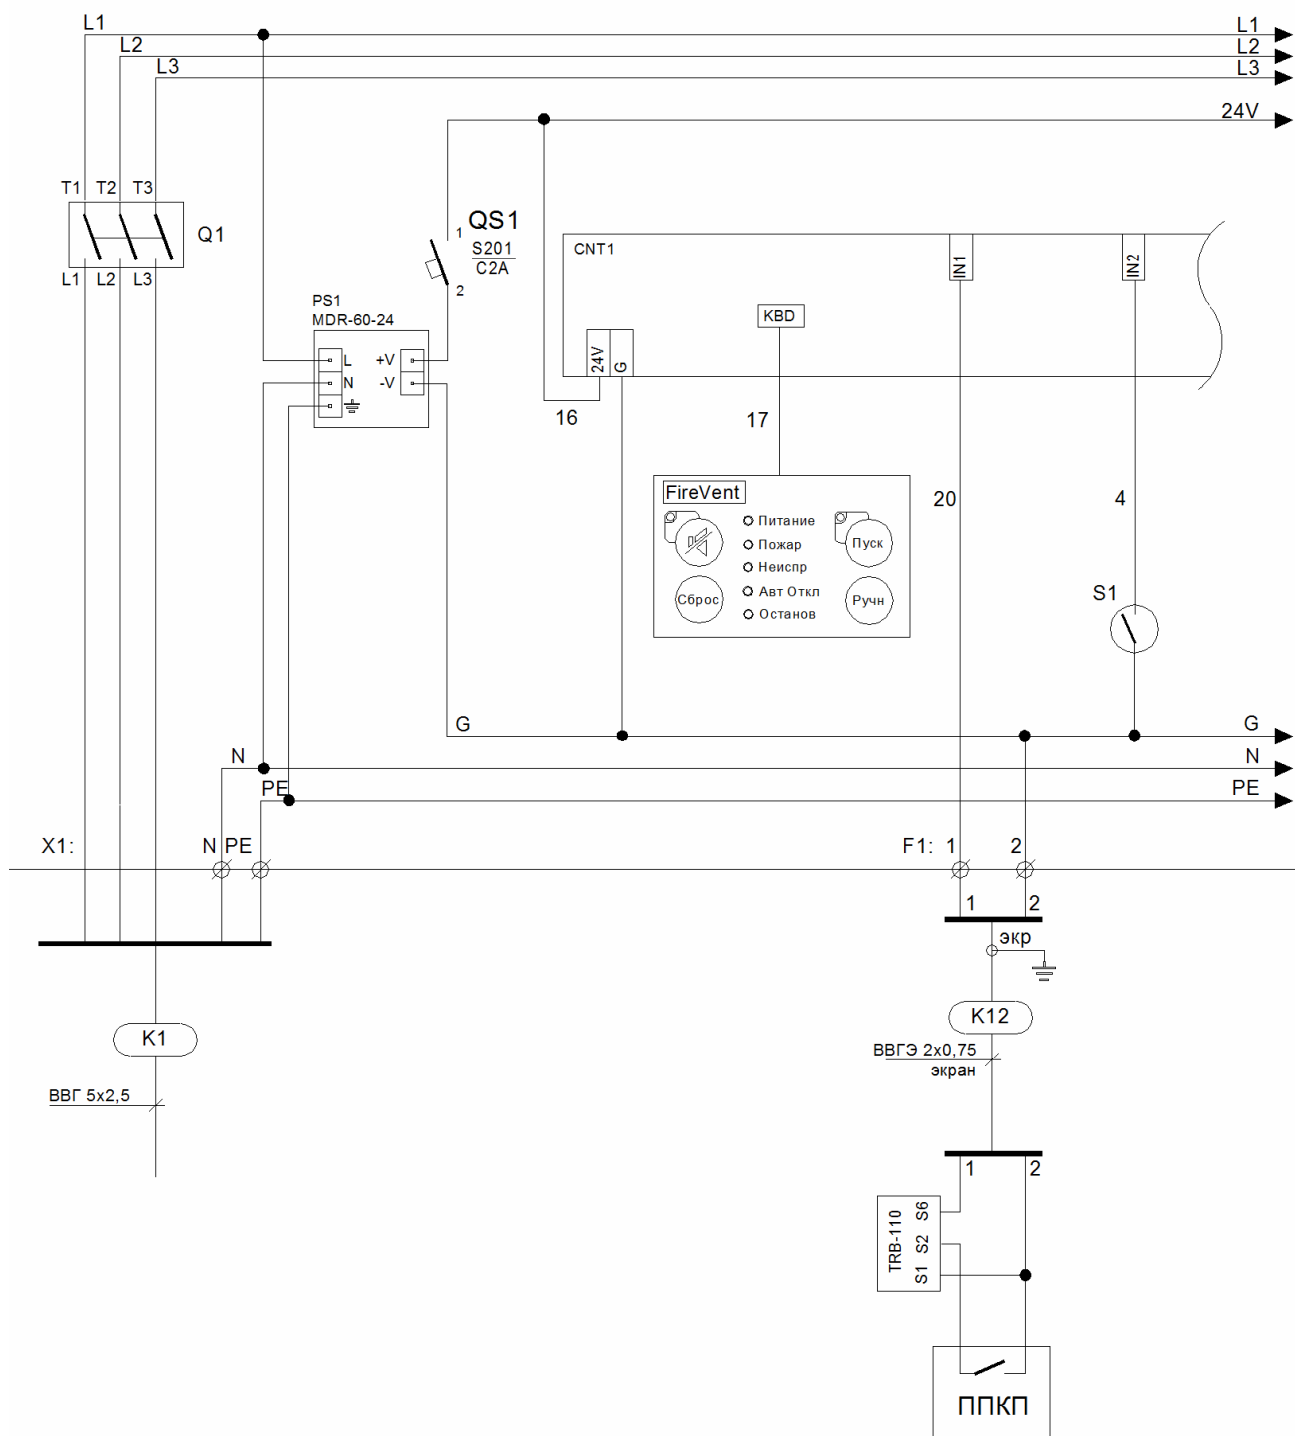 L1
L1
L2
L2
L3
L3
24V
T1 T2 T3
Q1
L1 L2 L3
QS1
1
S201
C2A
2
CNT1
IN1
IN2
PS1
MDR-60-24
L +V
N -V
KBD
24V
G
16
17
20
4
FireVent
Питание
Пожар
Неиспр
Авт Откл
Останов
Пуск
Сброс
Ручн
S1
G
G
N
N
PE
PE
X1:
N PE
F1: 1 2
1 2
экр
K1
K12
ВВГЭ 2x0,75
экран
ВВГ 5x2,5
1 2
TRB-110
S6
S2
S1
ППКП